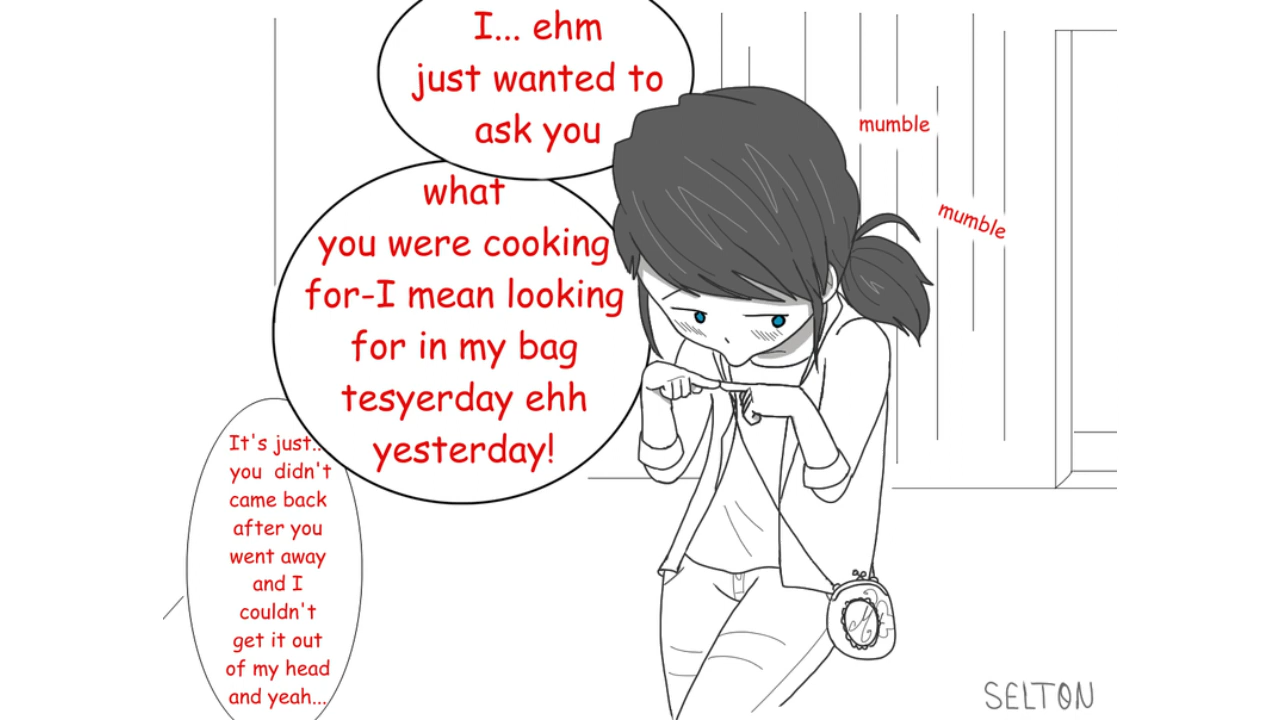 I... ehm
just wanted to
ask you
what
you were cooking
for-I mean looking
for in my bag
tesyerday ehh
yesterday!
It's just..
you didn't
came back
after you
went away
and I
couldn't
get it out
of my head
and yeah...
mumble
mumble
SELTON